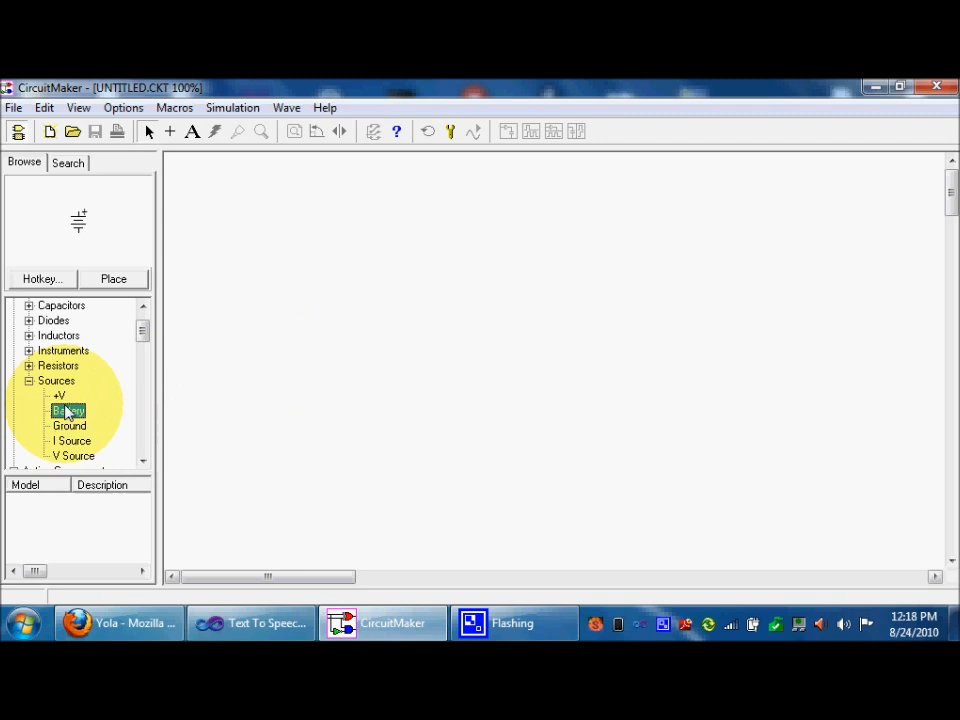 CircuitMaker - [UNTITLED.CKT 100%]
File Edit View Options Macros Simulation Wave Help
Browse Search
Hotkey... Place
Capacitors
Diodes
Inductors
Instruments
Resistors
Sources
+V
Battery
Ground
I Source
V Source
Model Description
Yola - Mozilla ... Text To Speec... CircuitMaker Flashing
12:18 PM
8/24/2010